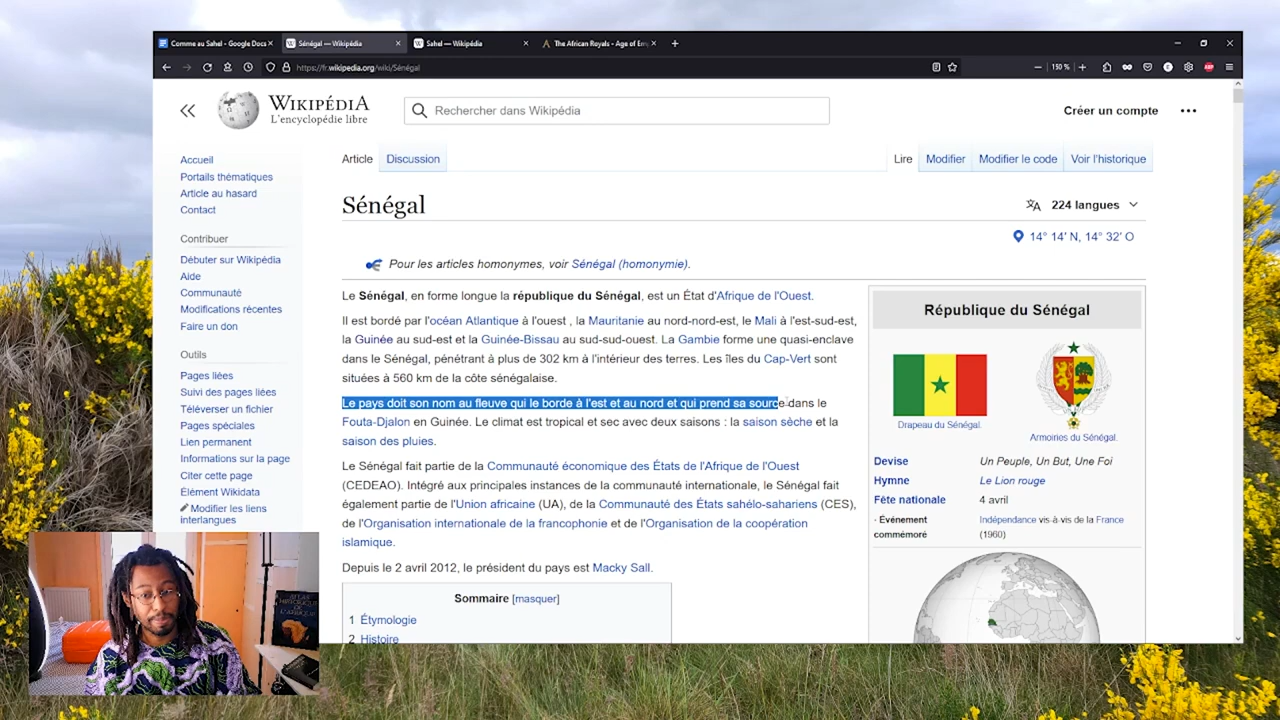 Comme au Sahel - Google Docs
Sénégal — Wikipédia
Sahel — Wikipédia
The African Royals - Age of Em
https://fr.wikipedia.org/wiki/Sénégal
150 %
WIKIPÉDIA
L'encyclopédie libre
Rechercher dans Wikipédia
Créer un compte
Accueil
Portails thématiques
Article au hasard
Contact
Contribuer
Débuter sur Wikipédia
Aide
Communauté
Modifications récentes
Faire un don
Outils
Pages liées
Suivi des pages liées
Téléverser un fichier
Pages spéciales
Lien permanent
Informations sur la page
Citer cette page
Élément Wikidata
Modifier les liens
interlangues
Article Discussion
Lire Modifier Modifier le code Voir l'historique
Sénégal
224 langues
14° 14′ N, 14° 32′ O
Pour les articles homonymes, voir Sénégal (homonymie).
Le Sénégal, en forme longue la république du Sénégal, est un État d'Afrique de l'Ouest.
Il est bordé par l'océan Atlantique à l'ouest , la Mauritanie au nord-nord-est, le Mali à l'est-sud-est,
la Guinée au sud-est et la Guinée-Bissau au sud-sud-ouest. La Gambie forme une quasi-enclave
dans le Sénégal, pénétrant à plus de 302 km à l'intérieur des terres. Les îles du Cap-Vert sont
situées à 560 km de la côte sénégalaise.
Le pays doit son nom au fleuve qui le borde à l'est et au nord et qui prend sa source dans le
Fouta-Djalon en Guinée. Le climat est tropical et sec avec deux saisons : la saison sèche et la
saison des pluies.
Le Sénégal fait partie de la Communauté économique des États de l'Afrique de l'Ouest
(CEDEAO). Intégré aux principales instances de la communauté internationale, le Sénégal fait
également partie de l'Union africaine (UA), de la Communauté des États sahélo-sahariens (CES),
de l'Organisation internationale de la francophonie et de l'Organisation de la coopération
islamique.
Depuis le 2 avril 2012, le président du pays est Macky Sall.
Sommaire [masquer]
1 Étymologie
2 Histoire
République du Sénégal
Drapeau du Sénégal.
Armoiries du Sénégal.
Devise Un Peuple, Un But, Une Foi
Hymne Le Lion rouge
Fête nationale 4 avril
· Événement commémoré Indépendance vis-à-vis de la France
(1960)